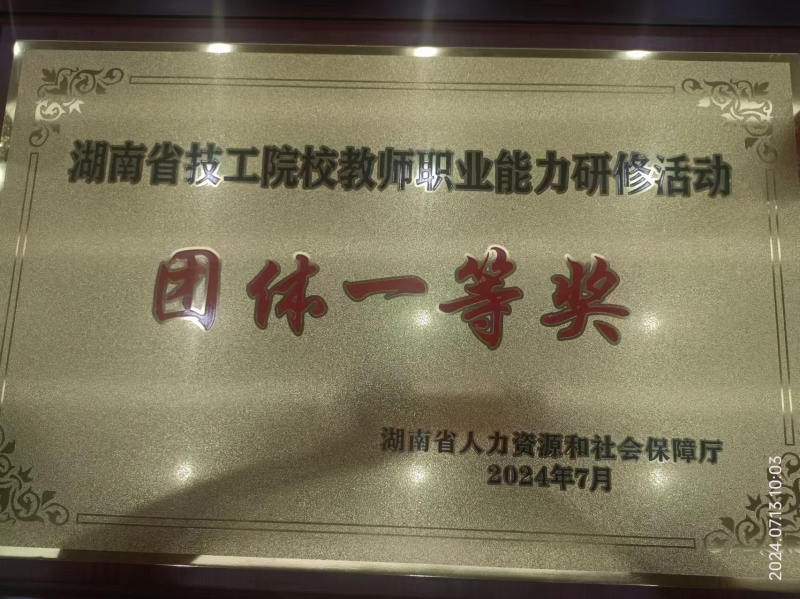 湖南省技工院校教师职业能力研修活动
团体一等奖
湖南省人力资源和社会保障厅
2024年7月
2024.07.13 10:03